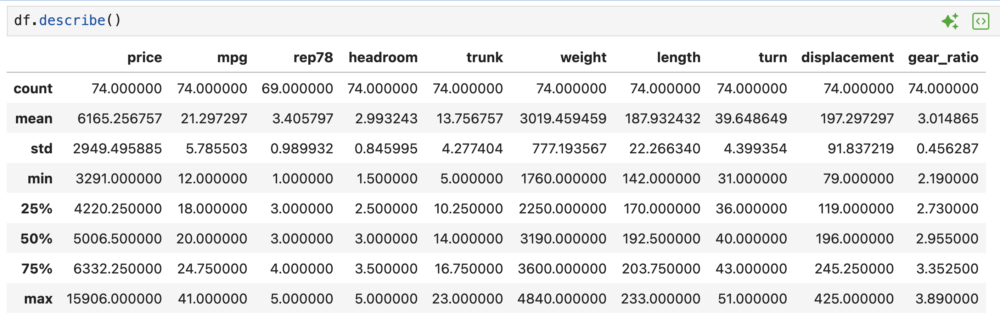 df.describe()
price mpg rep78 headroom trunk weight length turn displacement gear_ratio
count 74.000000 74.000000 69.000000 74.000000 74.000000 74.000000 74.000000 74.000000 74.000000 74.000000
mean 6165.256757 21.297297 3.405797 2.993243 13.756757 3019.459459 187.932432 39.648649 197.297297 3.014865
std 2949.495885 5.785503 0.989932 0.845995 4.277404 777.193567 22.266340 4.399354 91.837219 0.456287
min 3291.000000 12.000000 1.000000 1.500000 5.000000 1760.000000 142.000000 31.000000 79.000000 2.190000
25% 4220.250000 18.000000 3.000000 2.500000 10.250000 2250.000000 170.000000 36.000000 119.000000 2.730000
50% 5006.500000 20.000000 3.000000 3.000000 14.000000 3190.000000 192.500000 40.000000 196.000000 2.955000
75% 6332.250000 24.750000 4.000000 3.500000 16.750000 3600.000000 203.750000 43.000000 245.250000 3.352500
max 15906.000000 41.000000 5.000000 5.000000 23.000000 4840.000000 233.000000 51.000000 425.000000 3.890000